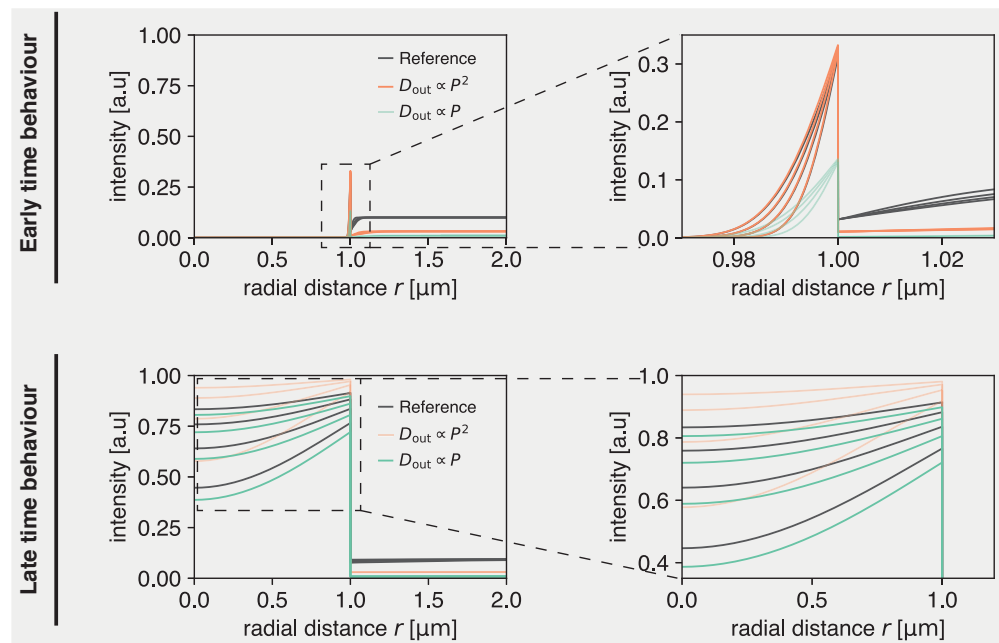 Early time behaviour
intensity [a.u]
1.00
0.75
0.50
0.25
0.00
0.0 0.5 1.0 1.5 2.0
radial distance r [μm]
Reference
D_out ∝ P²
D_out ∝ P
intensity [a.u]
0.3
0.2
0.1
0.0
0.98 1.00 1.02
radial distance r [μm]
Late time behaviour
intensity [a.u]
1.00
0.75
0.50
0.25
0.00
0.0 0.5 1.0 1.5 2.0
radial distance r [μm]
Reference
D_out ∝ P²
D_out ∝ P
intensity [a.u]
1.0
0.8
0.6
0.4
0.0 0.5 1.0
radial distance r [μm]